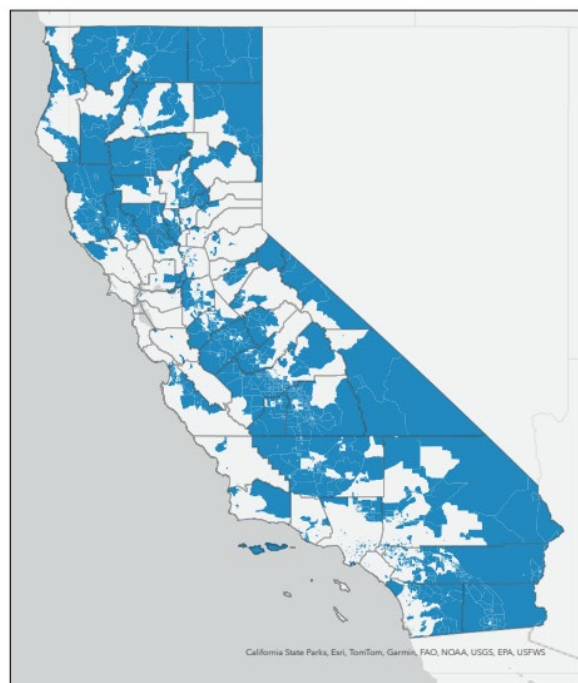 California State Parks, Esri, TomTom, Garmin, FAO, NOAA, USGS, EPA, USFWS